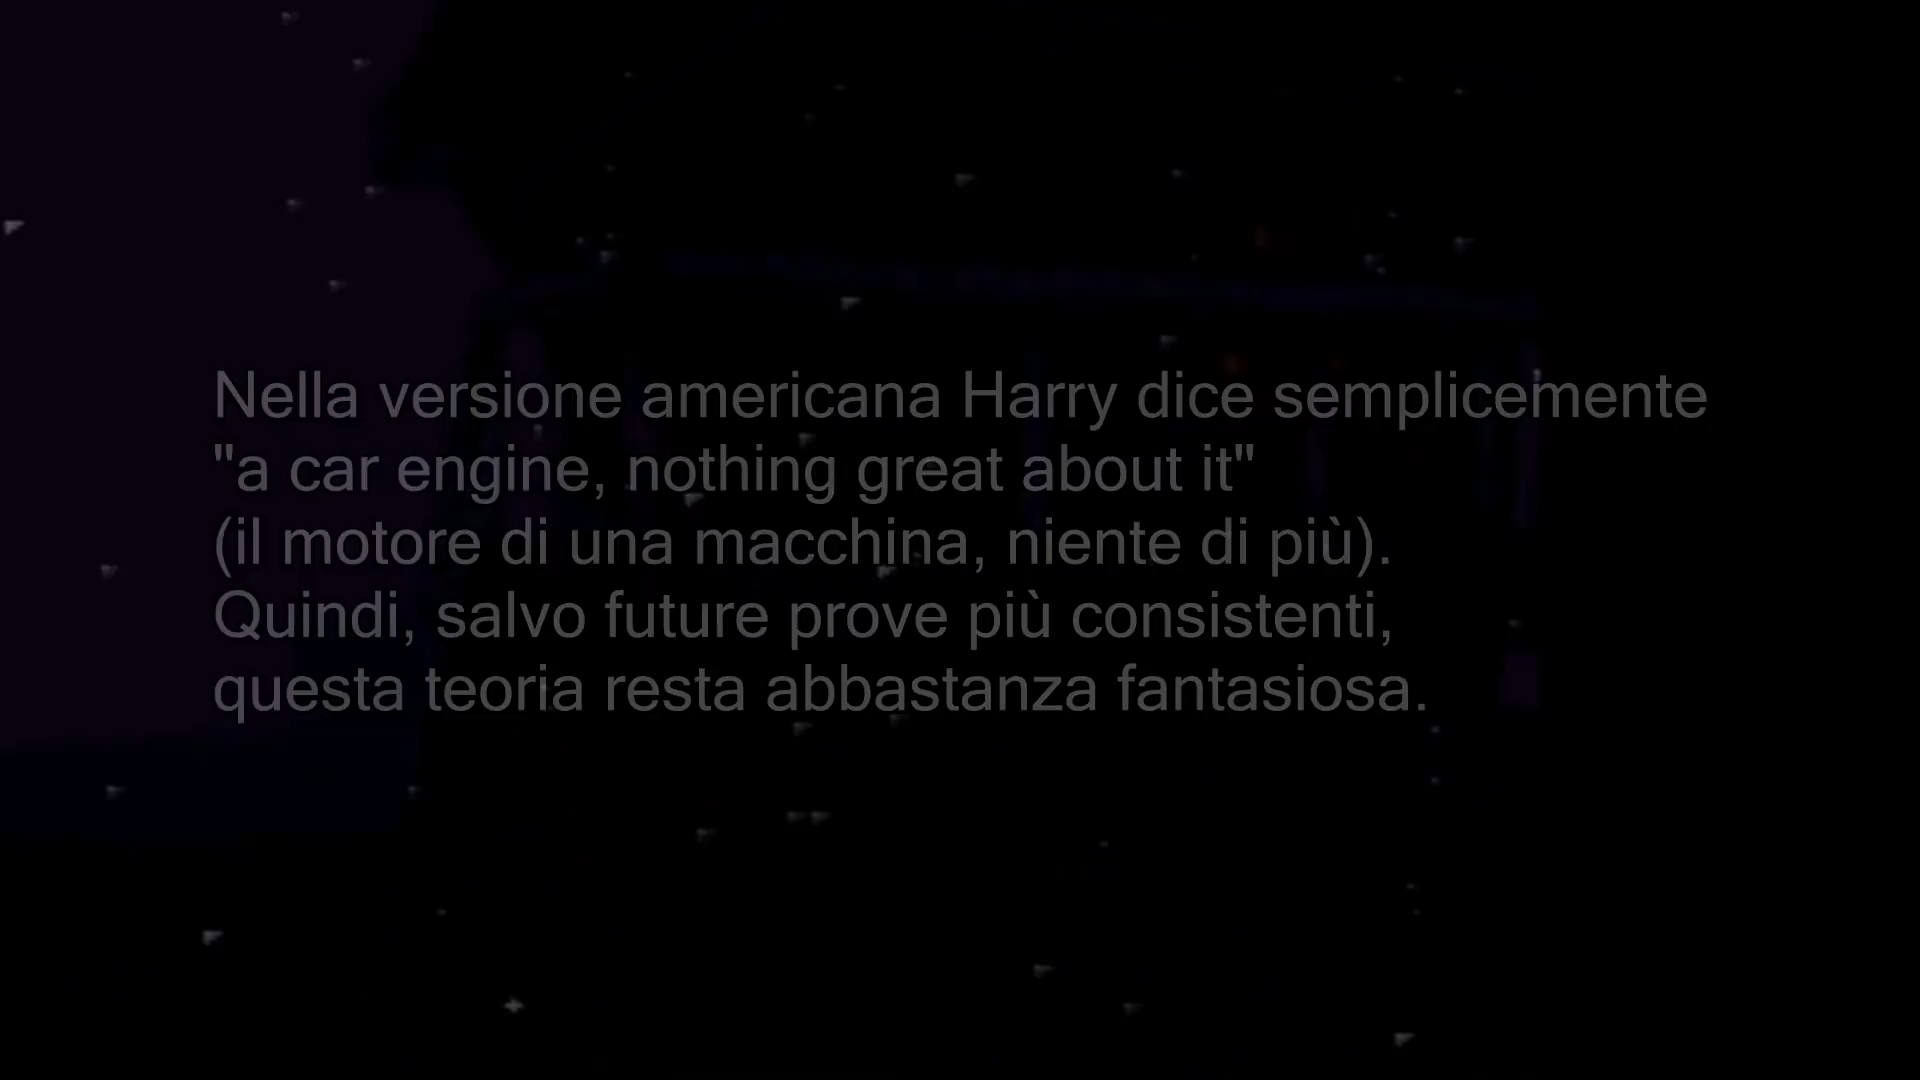 Nella versione americana Harry dice semplicemente
"a car engine, nothing great about it"
(il motore di una macchina, niente di più).
Quindi, salvo future prove più consistenti,
questa teoria resta abbastanza fantasiosa.